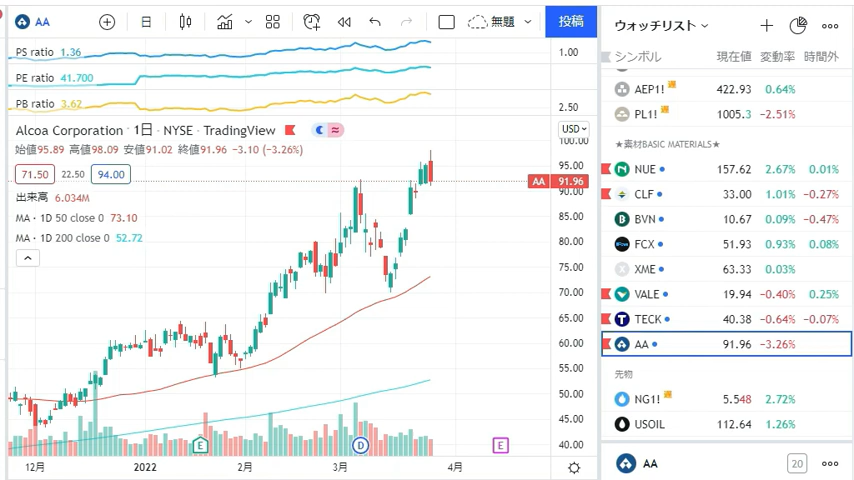 AA
日
無題
投稿
PS ratio 1.36
PE ratio 41.700
PB ratio 3.62
1.00
2.50
Alcoa Corporation · 1日 · NYSE · TradingView
USD
始値95.89 高値98.09 安値91.02 終値91.96 −3.10 (−3.26%)
71.50 22.50 94.00
出来高 6.034M
MA · 1D 50 close 0 73.10
MA · 1D 200 close 0 52.72
100.00
95.00
AA 91.96
90.00
85.00
80.00
75.00
70.00
65.00
60.00
55.00
50.00
45.00
40.00
E
D
E
12月 2022 2月 3月 4月
ウォッチリスト
シンボル 現在値 変動率 時間外
AEP1! 422.93 0.64%
PL1! 1005.3 −2.51%
★素材BASIC MATERIALS★
NUE 157.62 2.67% 0.01%
CLF 33.00 1.01% −0.27%
BVN 10.67 0.09% −0.47%
FCX 51.93 0.93% 0.08%
XME 63.33 0.03%
VALE 19.94 −0.40% 0.25%
TECK 40.38 −0.64% −0.07%
AA 91.96 −3.26%
先物
NG1! 5.548 2.72%
USOIL 112.64 1.26%
AA
20